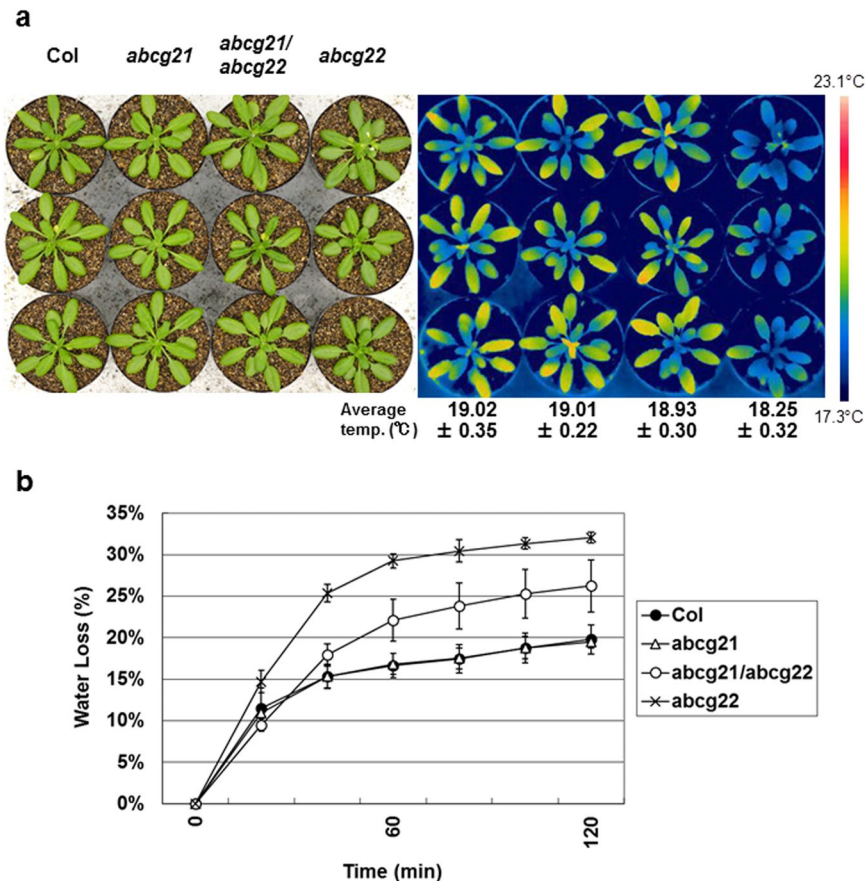 a
Col abcg21 abcg21/ abcg22
abcg22
23.1°C
17.3°C
Average 19.02 19.01 18.93 18.25
temp. (℃) ± 0.35 ± 0.22 ± 0.30 ± 0.32
b
35%
30%
25%
20%
15%
10%
5%
0%
Water Loss (%)
0 60 120
Time (min)
Col
abcg21
abcg21/abcg22
abcg22